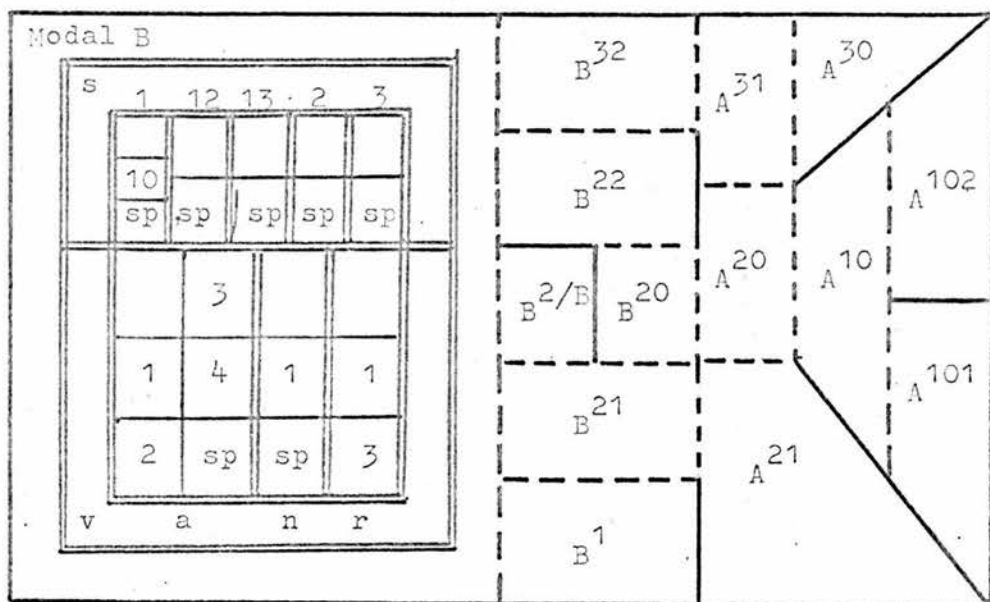 Modal B
s
1 12 13 2 3
10
sp sp sp sp sp
3
1 4 1 1
2 sp sp 3
v a n r
B32
B22
B2/B B20
B21
B1
A31 A30
A20 A10 A102
A21 A101